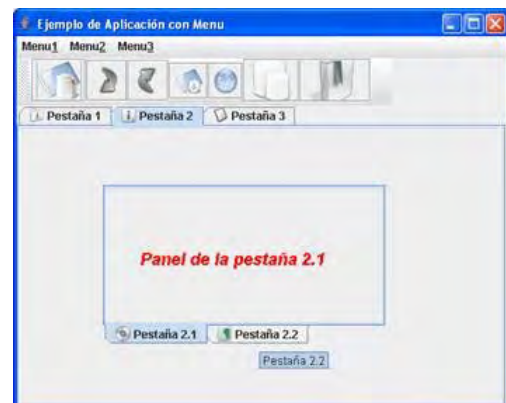 Ejemplo de Aplicación con Menu
Menu1 Menu2 Menu3
Pestaña 1 Pestaña 2 Pestaña 3
Panel de la pestaña 2.1
Pestaña 2.1 Pestaña 2.2
Pestaña 2.2